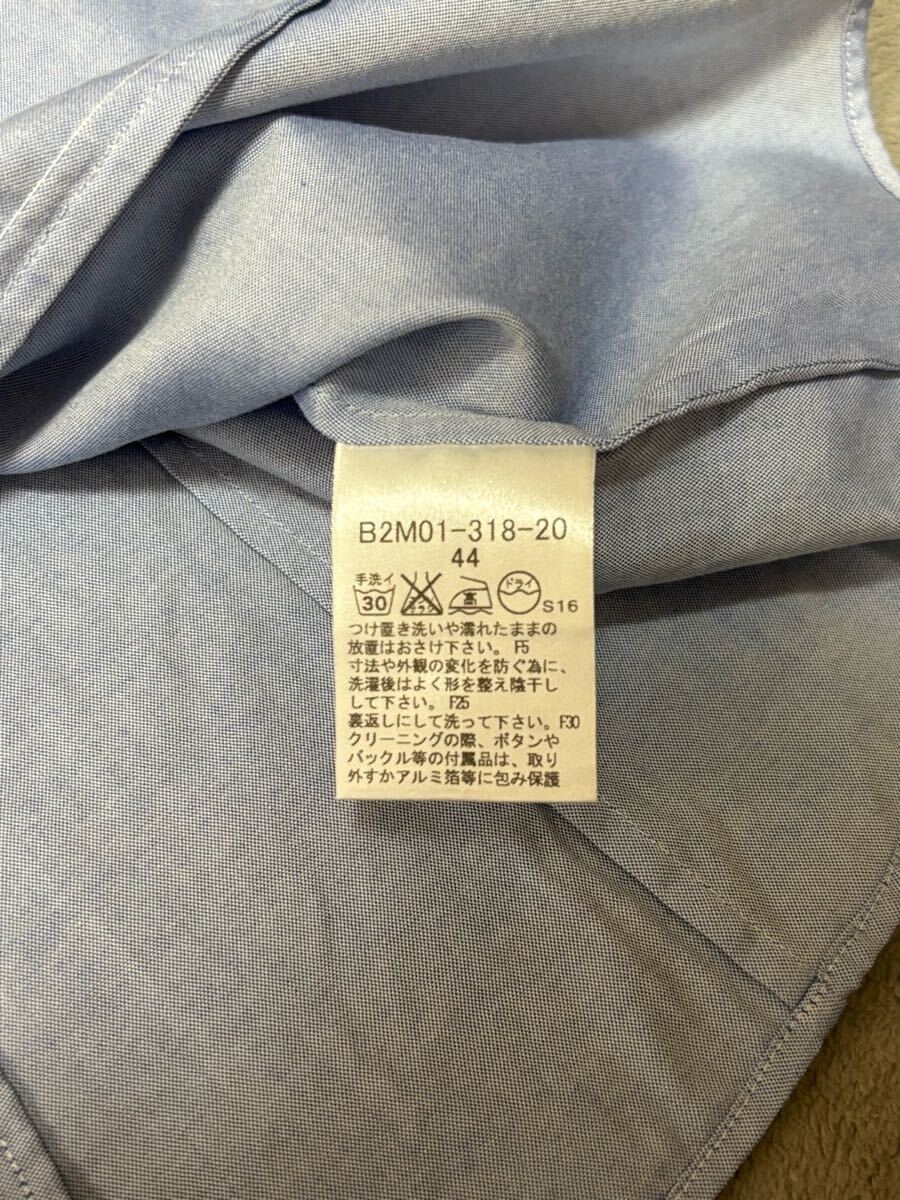 B2M01-318-20
44
手洗イ 30 高 ドライ S16
つけ置き洗いや濡れたままの
放置はおさけ下さい。F5
寸法や外観の変化を防ぐ為に、
洗濯後はよく形を整え陰干し
して下さい。F25
裏返しにして洗って下さい。F30
クリーニングの際、ボタンや
バックル等の付属品は、取り
外すかアルミ箔等に包み保護